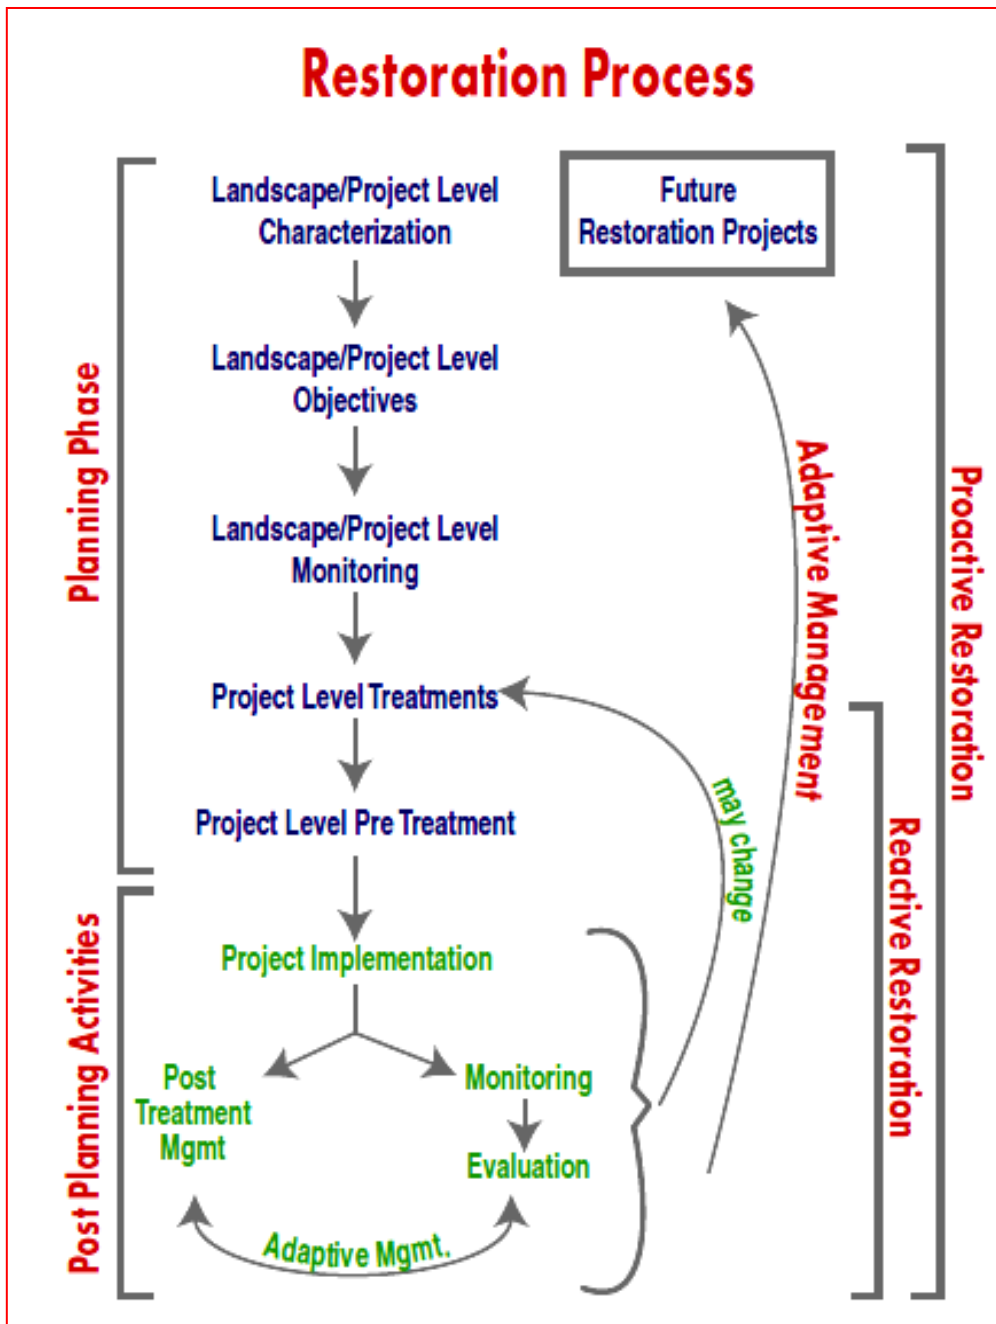 Restoration Process
Landscape/Project Level
Characterization
Future
Restoration Projects
Landscape/Project Level
Objectives
Landscape/Project Level
Monitoring
Project Level Treatments
Project Level Pre Treatment
Project Implementation
Post
Treatment
Mgmt
Monitoring
Evaluation
Adaptive Mgmt.
may change
Adaptive Management
Planning Phase
Post Planning Activities
Reactive Restoration
Proactive Restoration